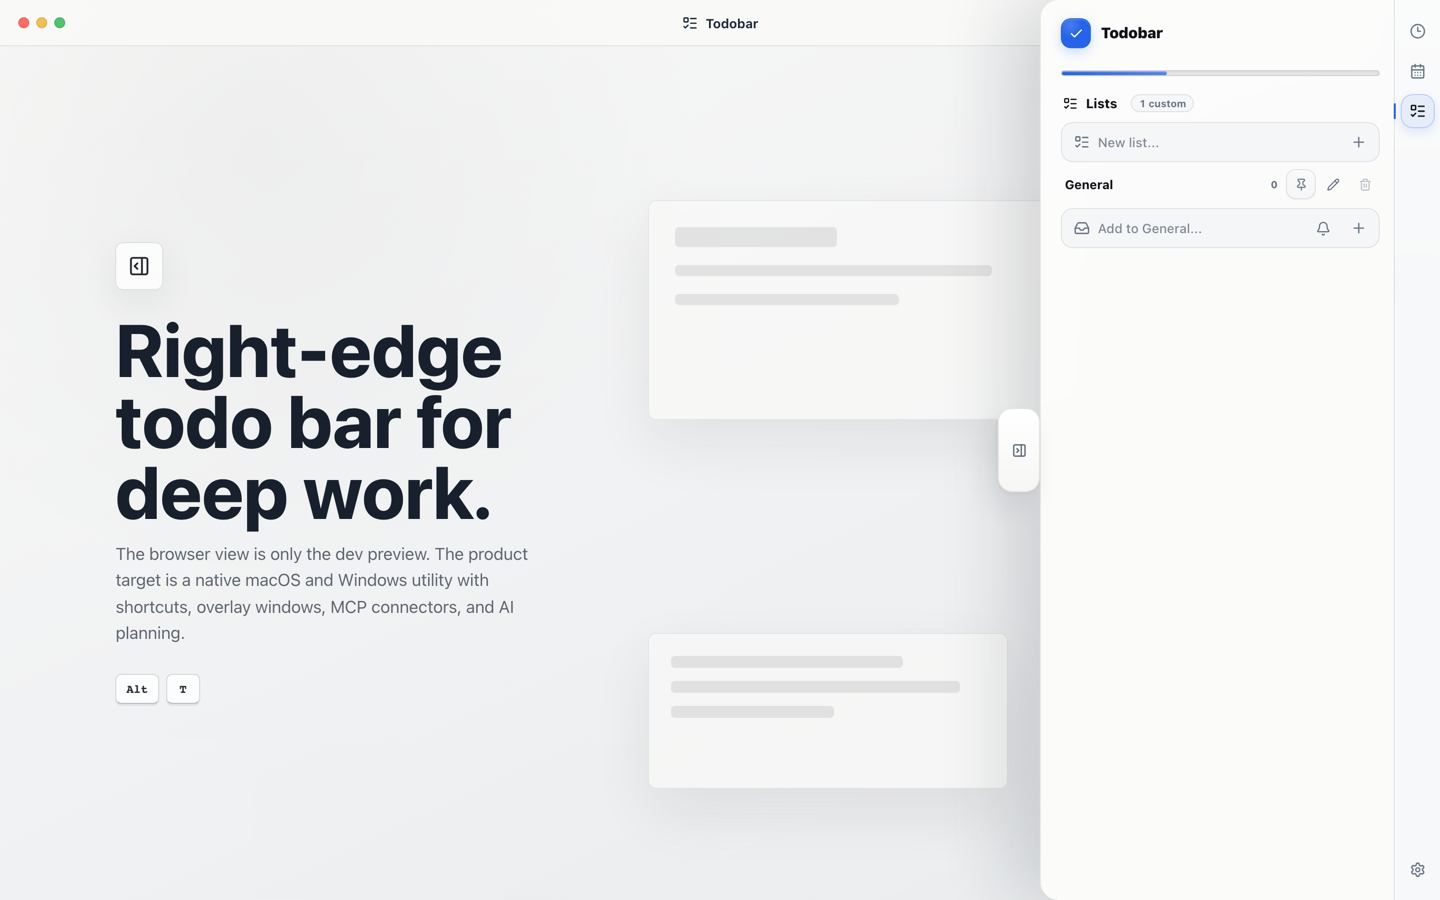 Todobar
Right-edge
todo bar for
deep work.
The browser view is only the dev preview. The product
target is a native macOS and Windows utility with
shortcuts, overlay windows, MCP connectors, and AI
planning.
Alt T
Todobar
Lists 1 custom
New list...
General 0
Add to General...